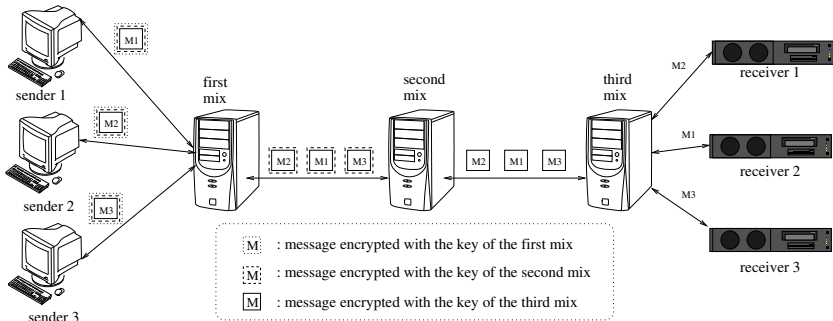 M1
sender 1
M2
sender 2
M3
sender 3
first
mix
M2 M1 M3
second
mix
M2 M1 M3
third
mix
M2
receiver 1
M1
receiver 2
M3
receiver 3
M : message encrypted with the key of the first mix
M : message encrypted with the key of the second mix
M : message encrypted with the key of the third mix